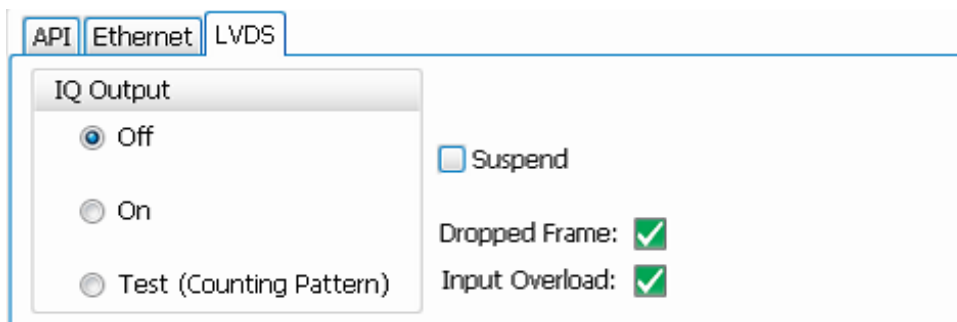 API Ethernet LVDS
IQ Output
Off
Suspend
On
Dropped Frame:
Test (Counting Pattern)
Input Overload: